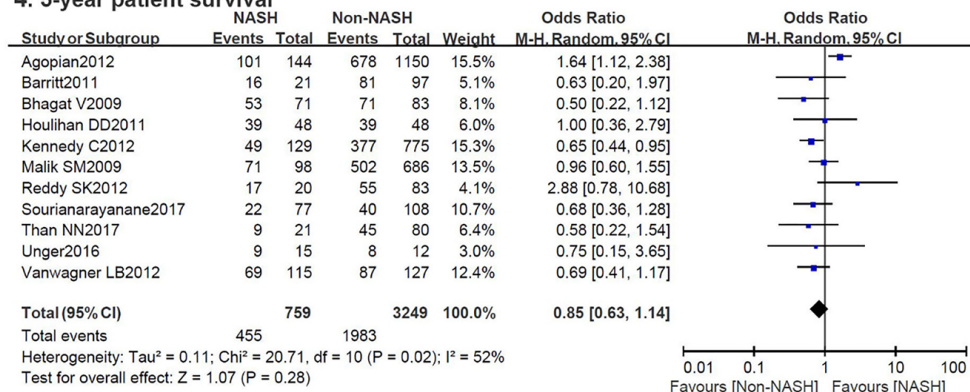 4. 5-year patient survival
NASH Non-NASH Odds Ratio Odds Ratio
Study or Subgroup Events Total Events Total Weight M-H, Random, 95% CI M-H, Random, 95% CI
Agopian2012 101 144 678 1150 15.5% 1.64 [1.12, 2.38]
Barritt2011 16 21 81 97 5.1% 0.63 [0.20, 1.97]
Bhagat V2009 53 71 71 83 8.1% 0.50 [0.22, 1.12]
Houlihan DD2011 39 48 39 48 6.0% 1.00 [0.36, 2.79]
Kennedy C2012 49 129 377 775 15.3% 0.65 [0.44, 0.95]
Malik SM2009 71 98 502 686 13.5% 0.96 [0.60, 1.55]
Reddy SK2012 17 20 55 83 4.1% 2.88 [0.78, 10.68]
Sourianarayanane2017 22 77 40 108 10.7% 0.68 [0.36, 1.28]
Than NN2017 9 21 45 80 6.4% 0.58 [0.22, 1.54]
Unger2016 9 15 8 12 3.0% 0.75 [0.15, 3.65]
Vanwagner LB2012 69 115 87 127 12.4% 0.69 [0.41, 1.17]
Total (95% CI) 759 3249 100.0% 0.85 [0.63, 1.14]
Total events 455 1983
Heterogeneity: Tau² = 0.11; Chi² = 20.71, df = 10 (P = 0.02); I² = 52%
Test for overall effect: Z = 1.07 (P = 0.28)
0.01 0.1 1 10 100
Favours [Non-NASH] Favours [NASH]